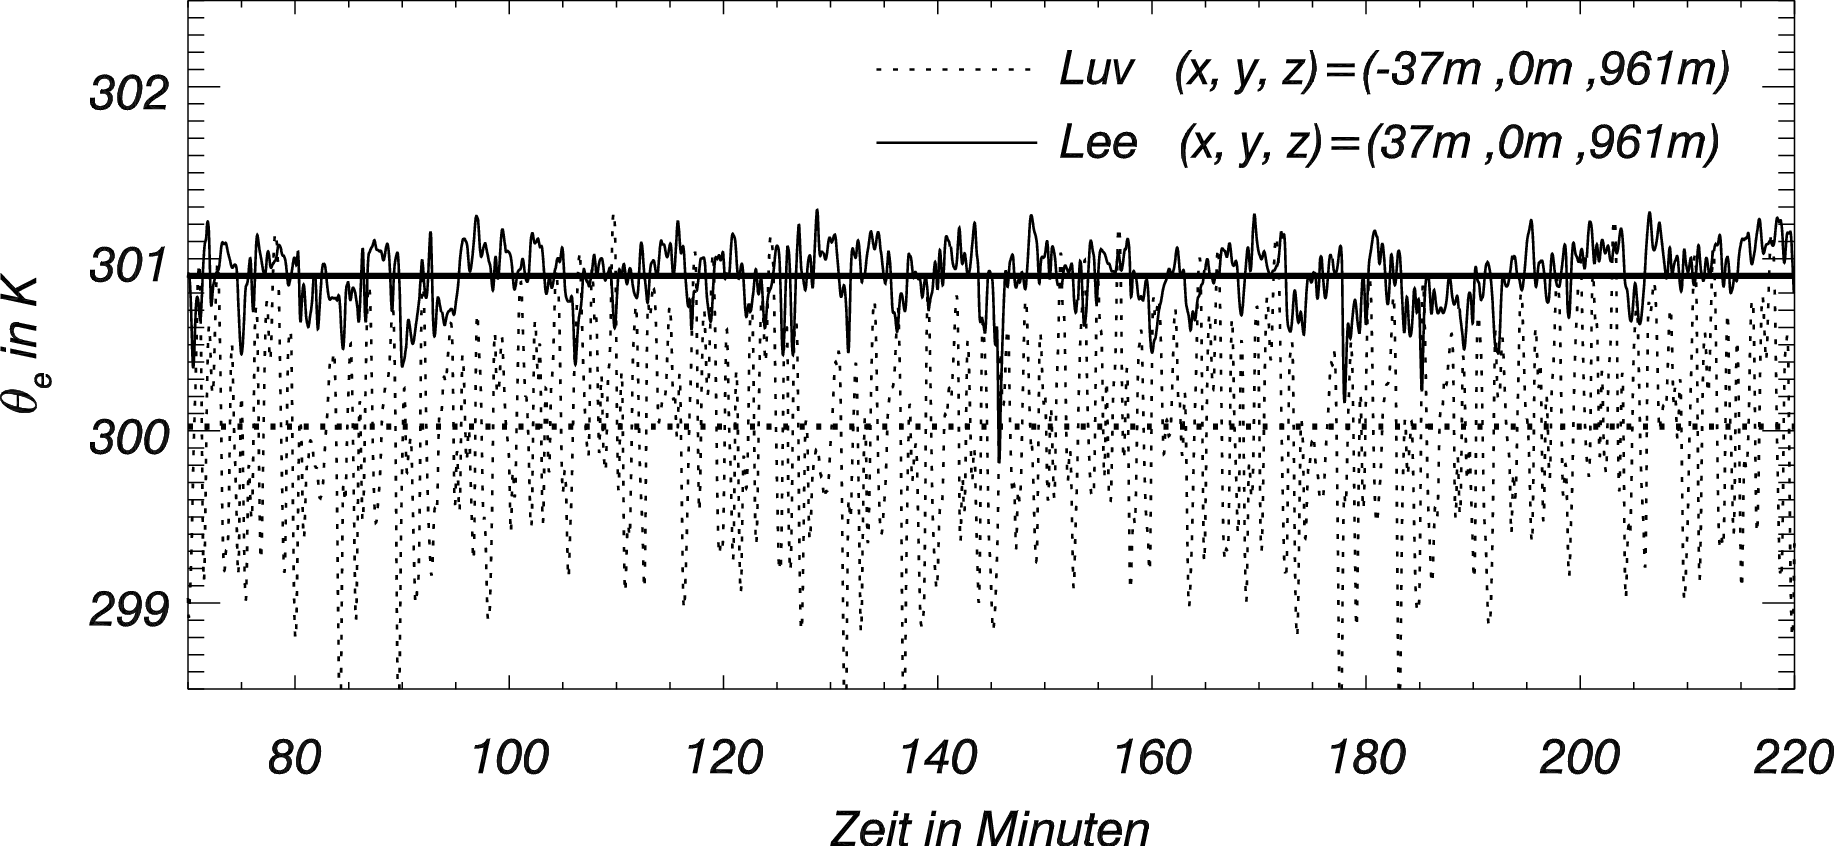 Luv (x, y, z)=(-37m ,0m ,961m)
Lee (x, y, z)=(37m ,0m ,961m)
θe in K
302
301
300
299
80 100 120 140 160 180 200 220
Zeit in Minuten